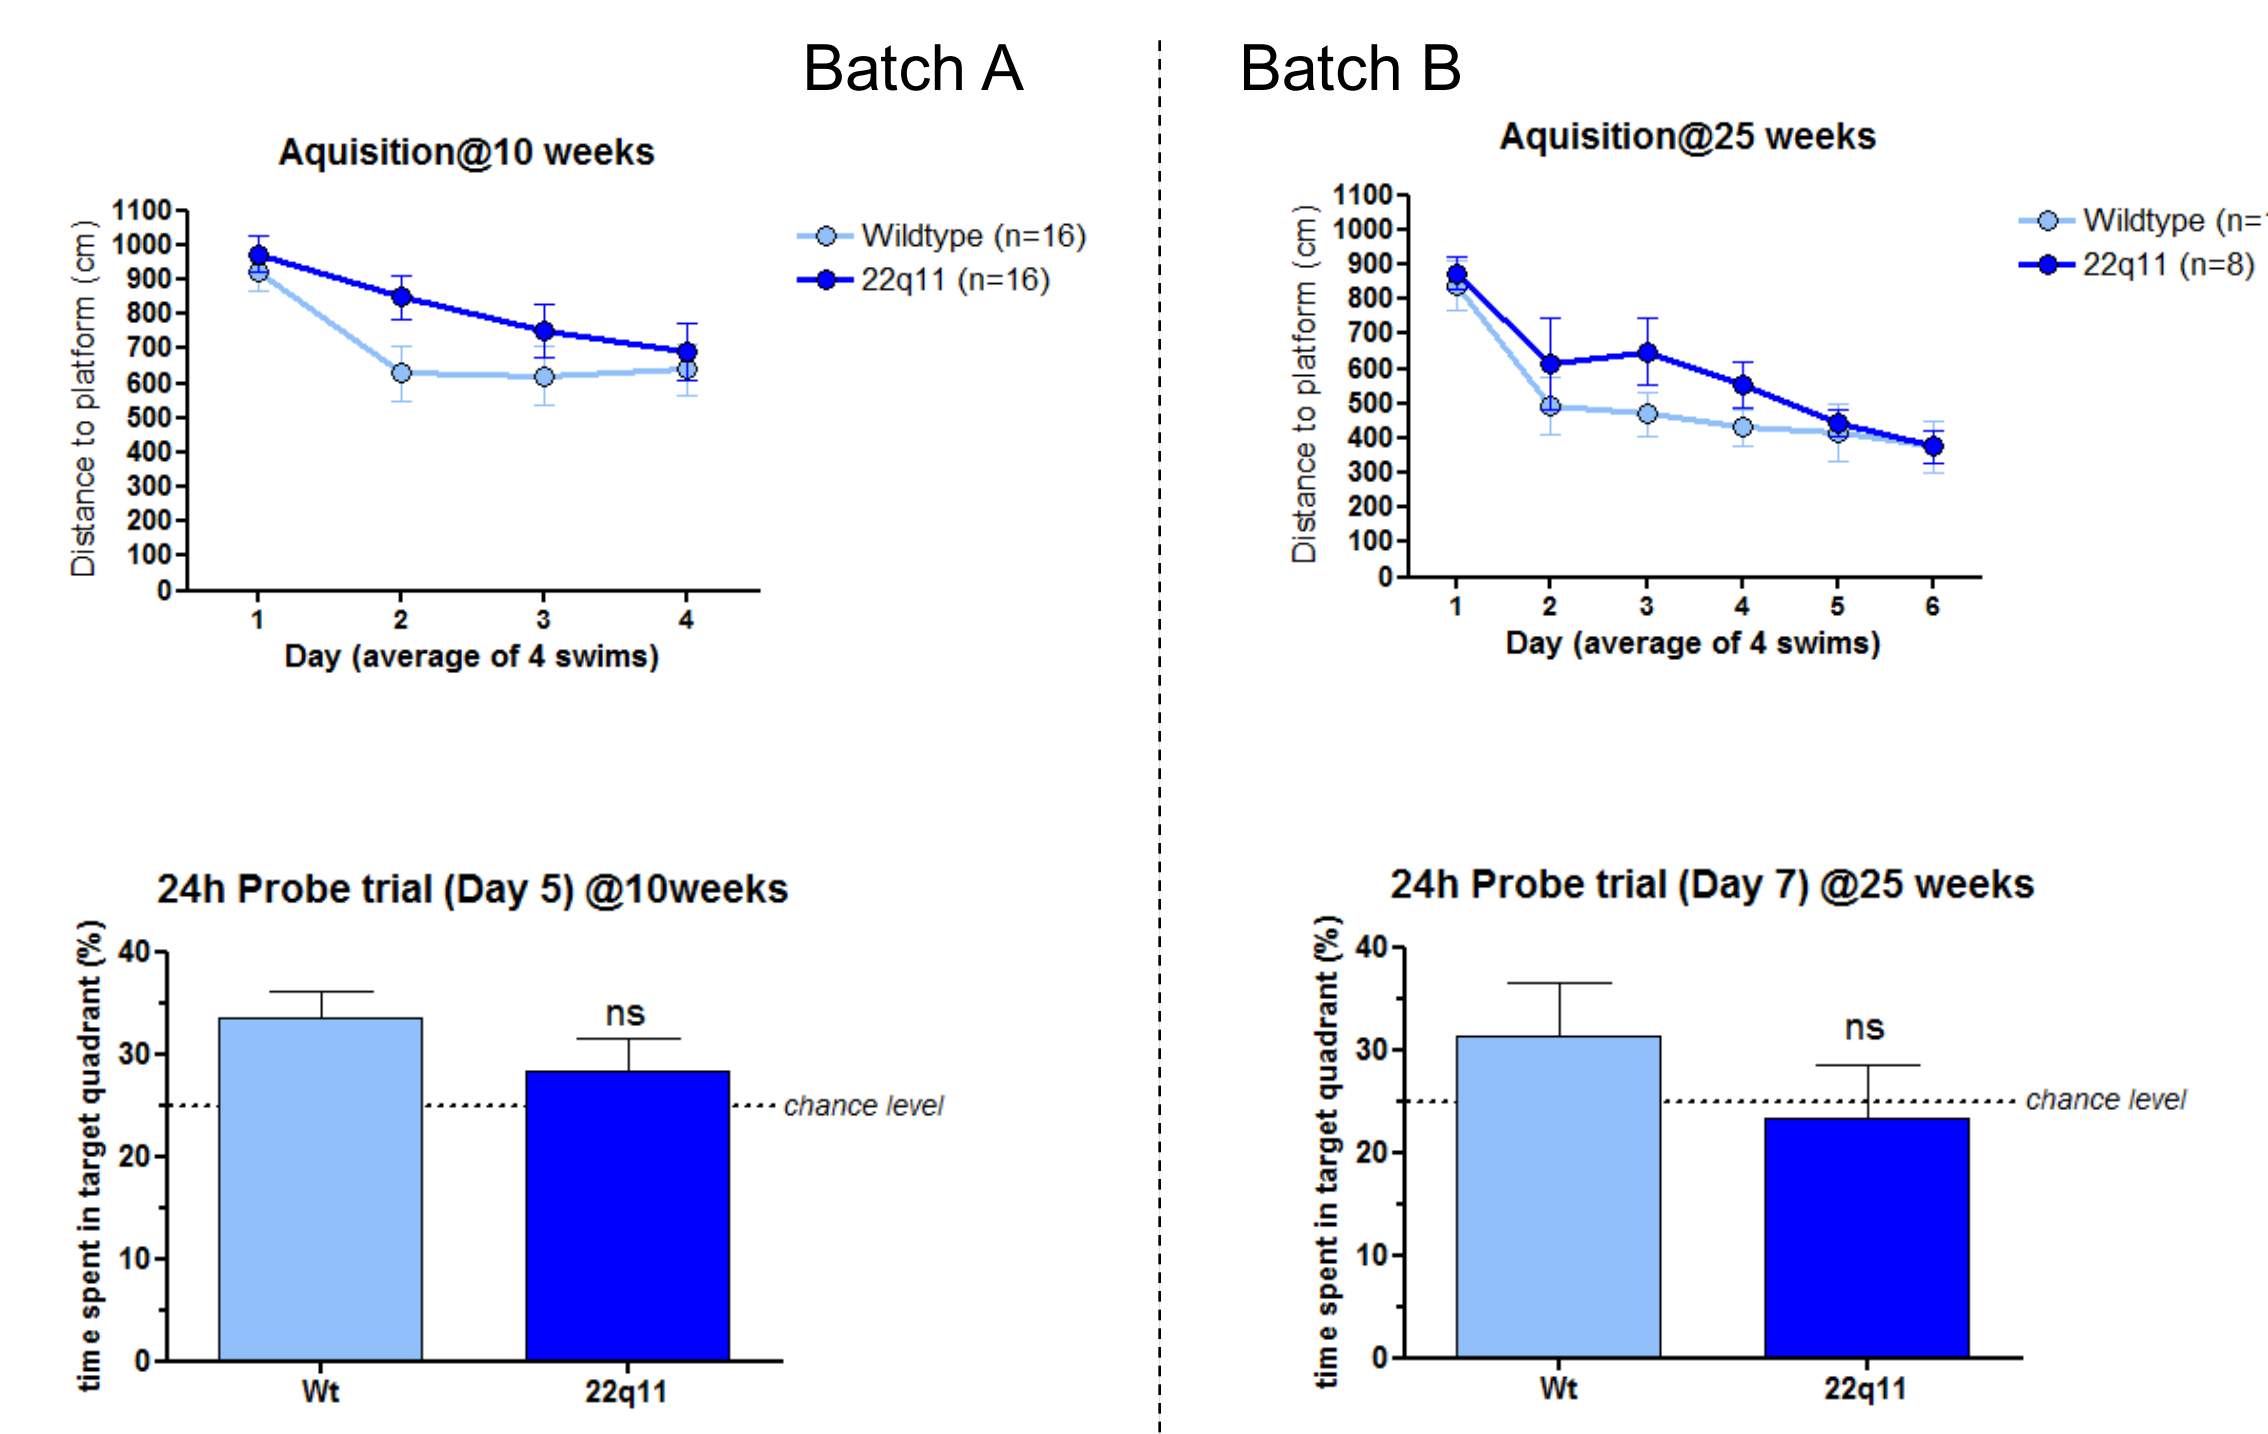 Batch A
Aquisition@10 weeks
Distance to platform (cm)
1100
1000
900
800
700
600
500
400
300
200
100
0
1 2 3 4
Day (average of 4 swims)
Wildtype (n=16)
22q11 (n=16)
24h Probe trial (Day 5) @10weeks
time spent in target quadrant (%)
40
30
20
10
0
ns
chance level
Wt 22q11
Batch B
Aquisition@25 weeks
Distance to platform (cm)
1100
1000
900
800
700
600
500
400
300
200
100
0
1 2 3 4 5 6
Day (average of 4 swims)
Wildtype
22q11 (n=8)
24h Probe trial (Day 7) @25 weeks
time spent in target quadrant (%)
40
30
20
10
0
ns
chance level
Wt 22q11